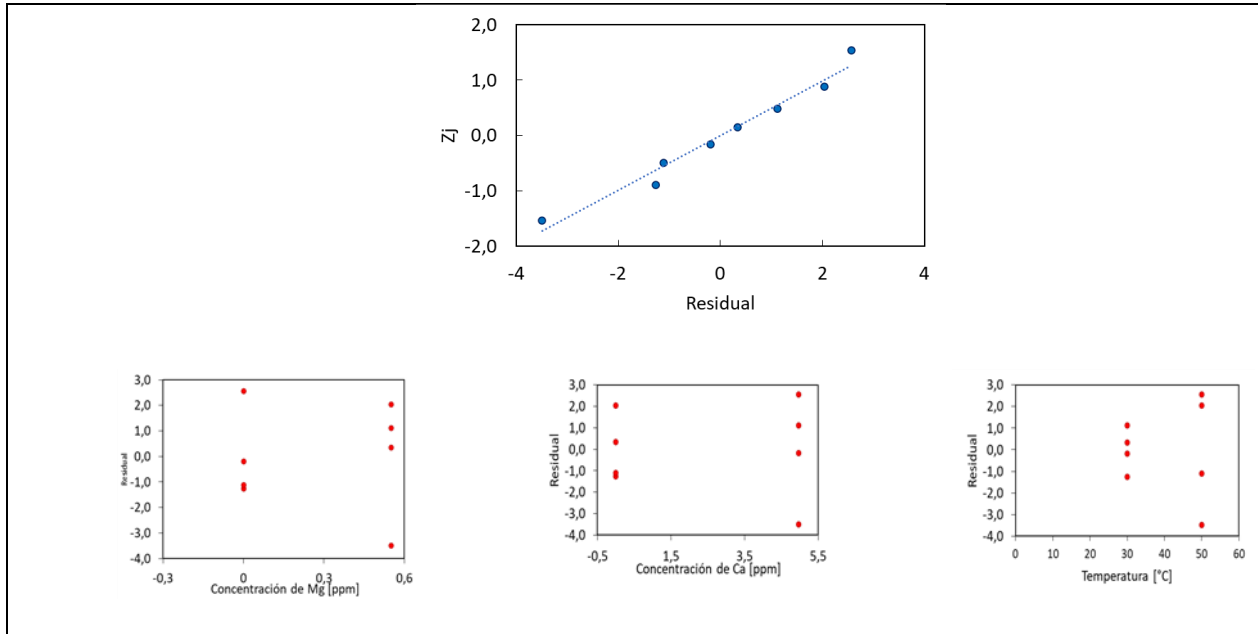 2,0
1,0
0,0
-1,0
-2,0
Zj
-4 -2 0 2 4
Residual
3,0
2,0
1,0
0,0
-1,0
-2,0
-3,0
-4,0
Residual
-0,3 0 0,3 0,6
Concentración de Mg [ppm]
3,0
2,0
1,0
0,0
-1,0
-2,0
-3,0
-4,0
Residual
-0,5 1,5 3,5 5,5
Concentración de Ca [ppm]
3,0
2,0
1,0
0,0
-1,0
-2,0
-3,0
-4,0
Residual
0 10 20 30 40 50 60
Temperatura [°C]